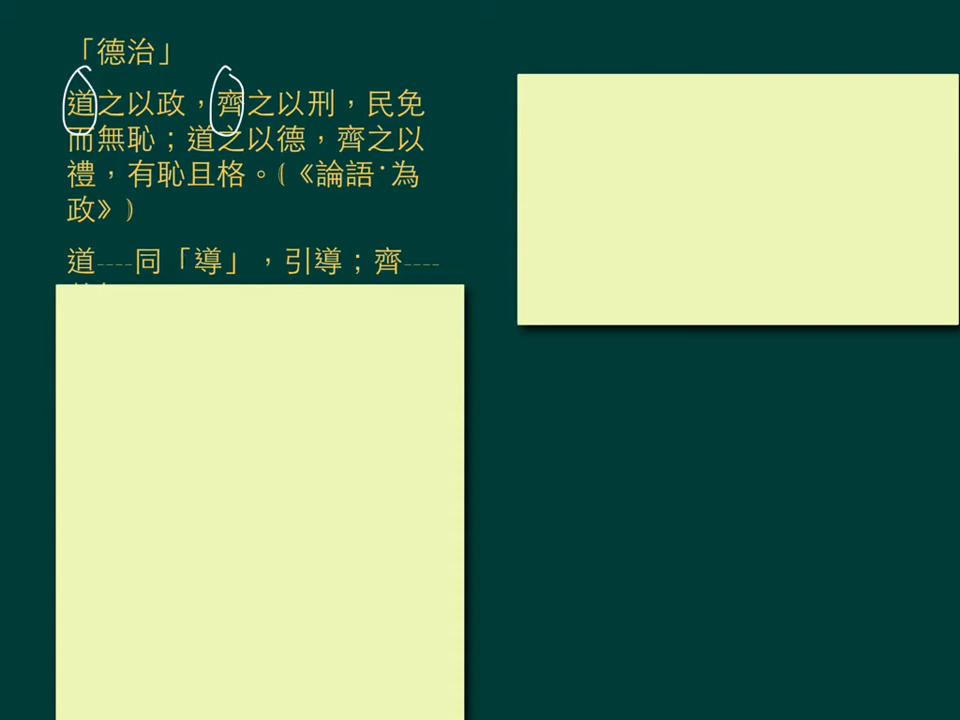 「德治」
道之以政，齊之以刑，民免
而無恥；道之以德，齊之以
禮，有恥且格。(《論語·為
政》)
道----同「導」，引導；齊----